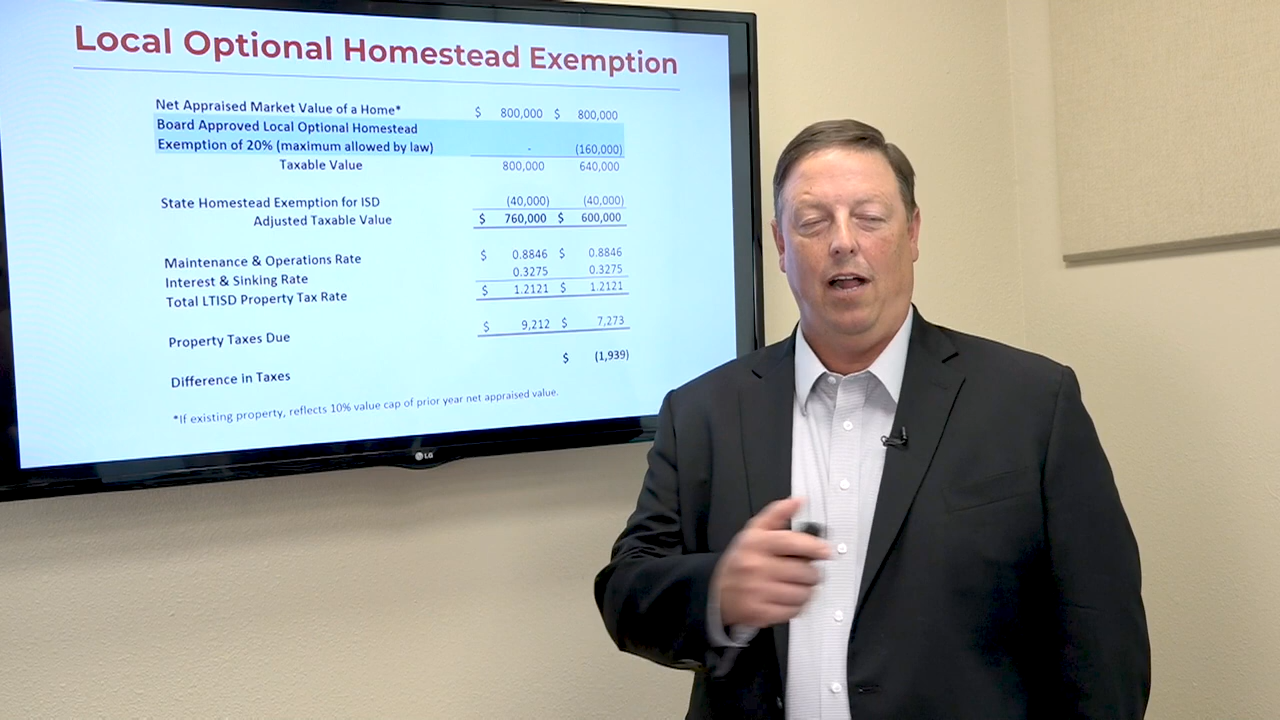 Local Optional Homestead Exemption
Net Appraised Market Value of a Home* $ 800,000 $ 800,000
Board Approved Local Optional Homestead
Exemption of 20% (maximum allowed by law) - (160,000)
Taxable Value 800,000 640,000
State Homestead Exemption for ISD (40,000) (40,000)
Adjusted Taxable Value $ 760,000 $ 600,000
Maintenance & Operations Rate $ 0.8846 $ 0.8846
Interest & Sinking Rate 0.3275 0.3275
Total LTISD Property Tax Rate $ 1.2121 $ 1.2121
Property Taxes Due $ 9,212 $ 7,273
Difference in Taxes $ (1,939)
*If existing property, reflects 10% value cap of prior year net appraised value.
LG